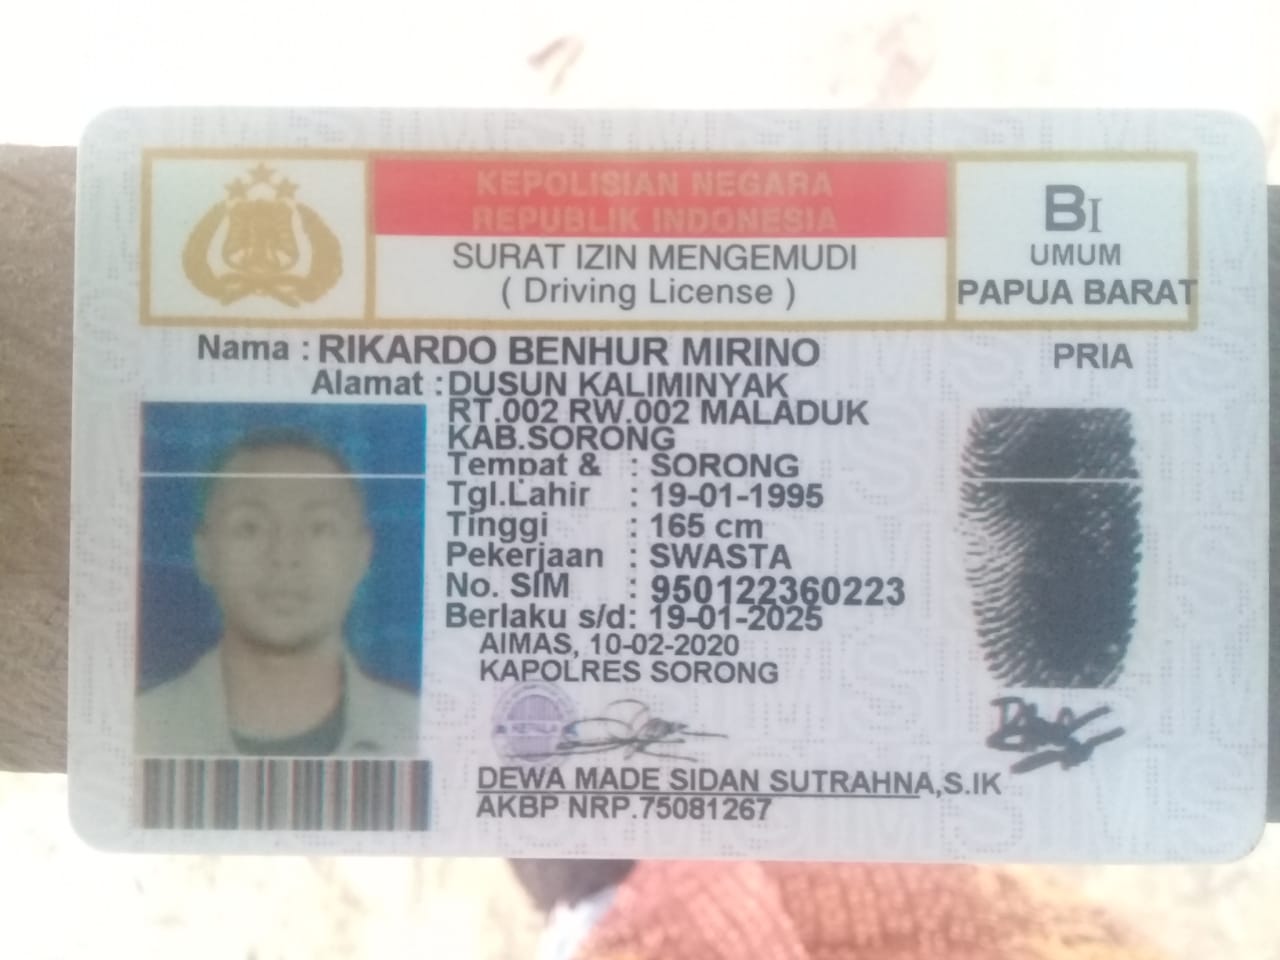 KEPOLISIAN NEGARA
REPUBLIK INDONESIA
SURAT IZIN MENGEMUDI
( Driving License )
BI
UMUM
PAPUA BARAT
Nama : RIKARDO BENHUR MIRINO
PRIA
Alamat : DUSUN KALIMINYAK
RT.002 RW.002 MALADUK
KAB.SORONG
Tempat & : SORONG
Tgl.Lahir : 19-01-1995
Tinggi : 165 cm
Pekerjaan : SWASTA
No. SIM : 950122360223
Berlaku s/d: 19-01-2025
AIMAS, 10-02-2020
KAPOLRES SORONG
DEWA MADE SIDAN SUTRAHNA,S.IK
AKBP NRP.75081267